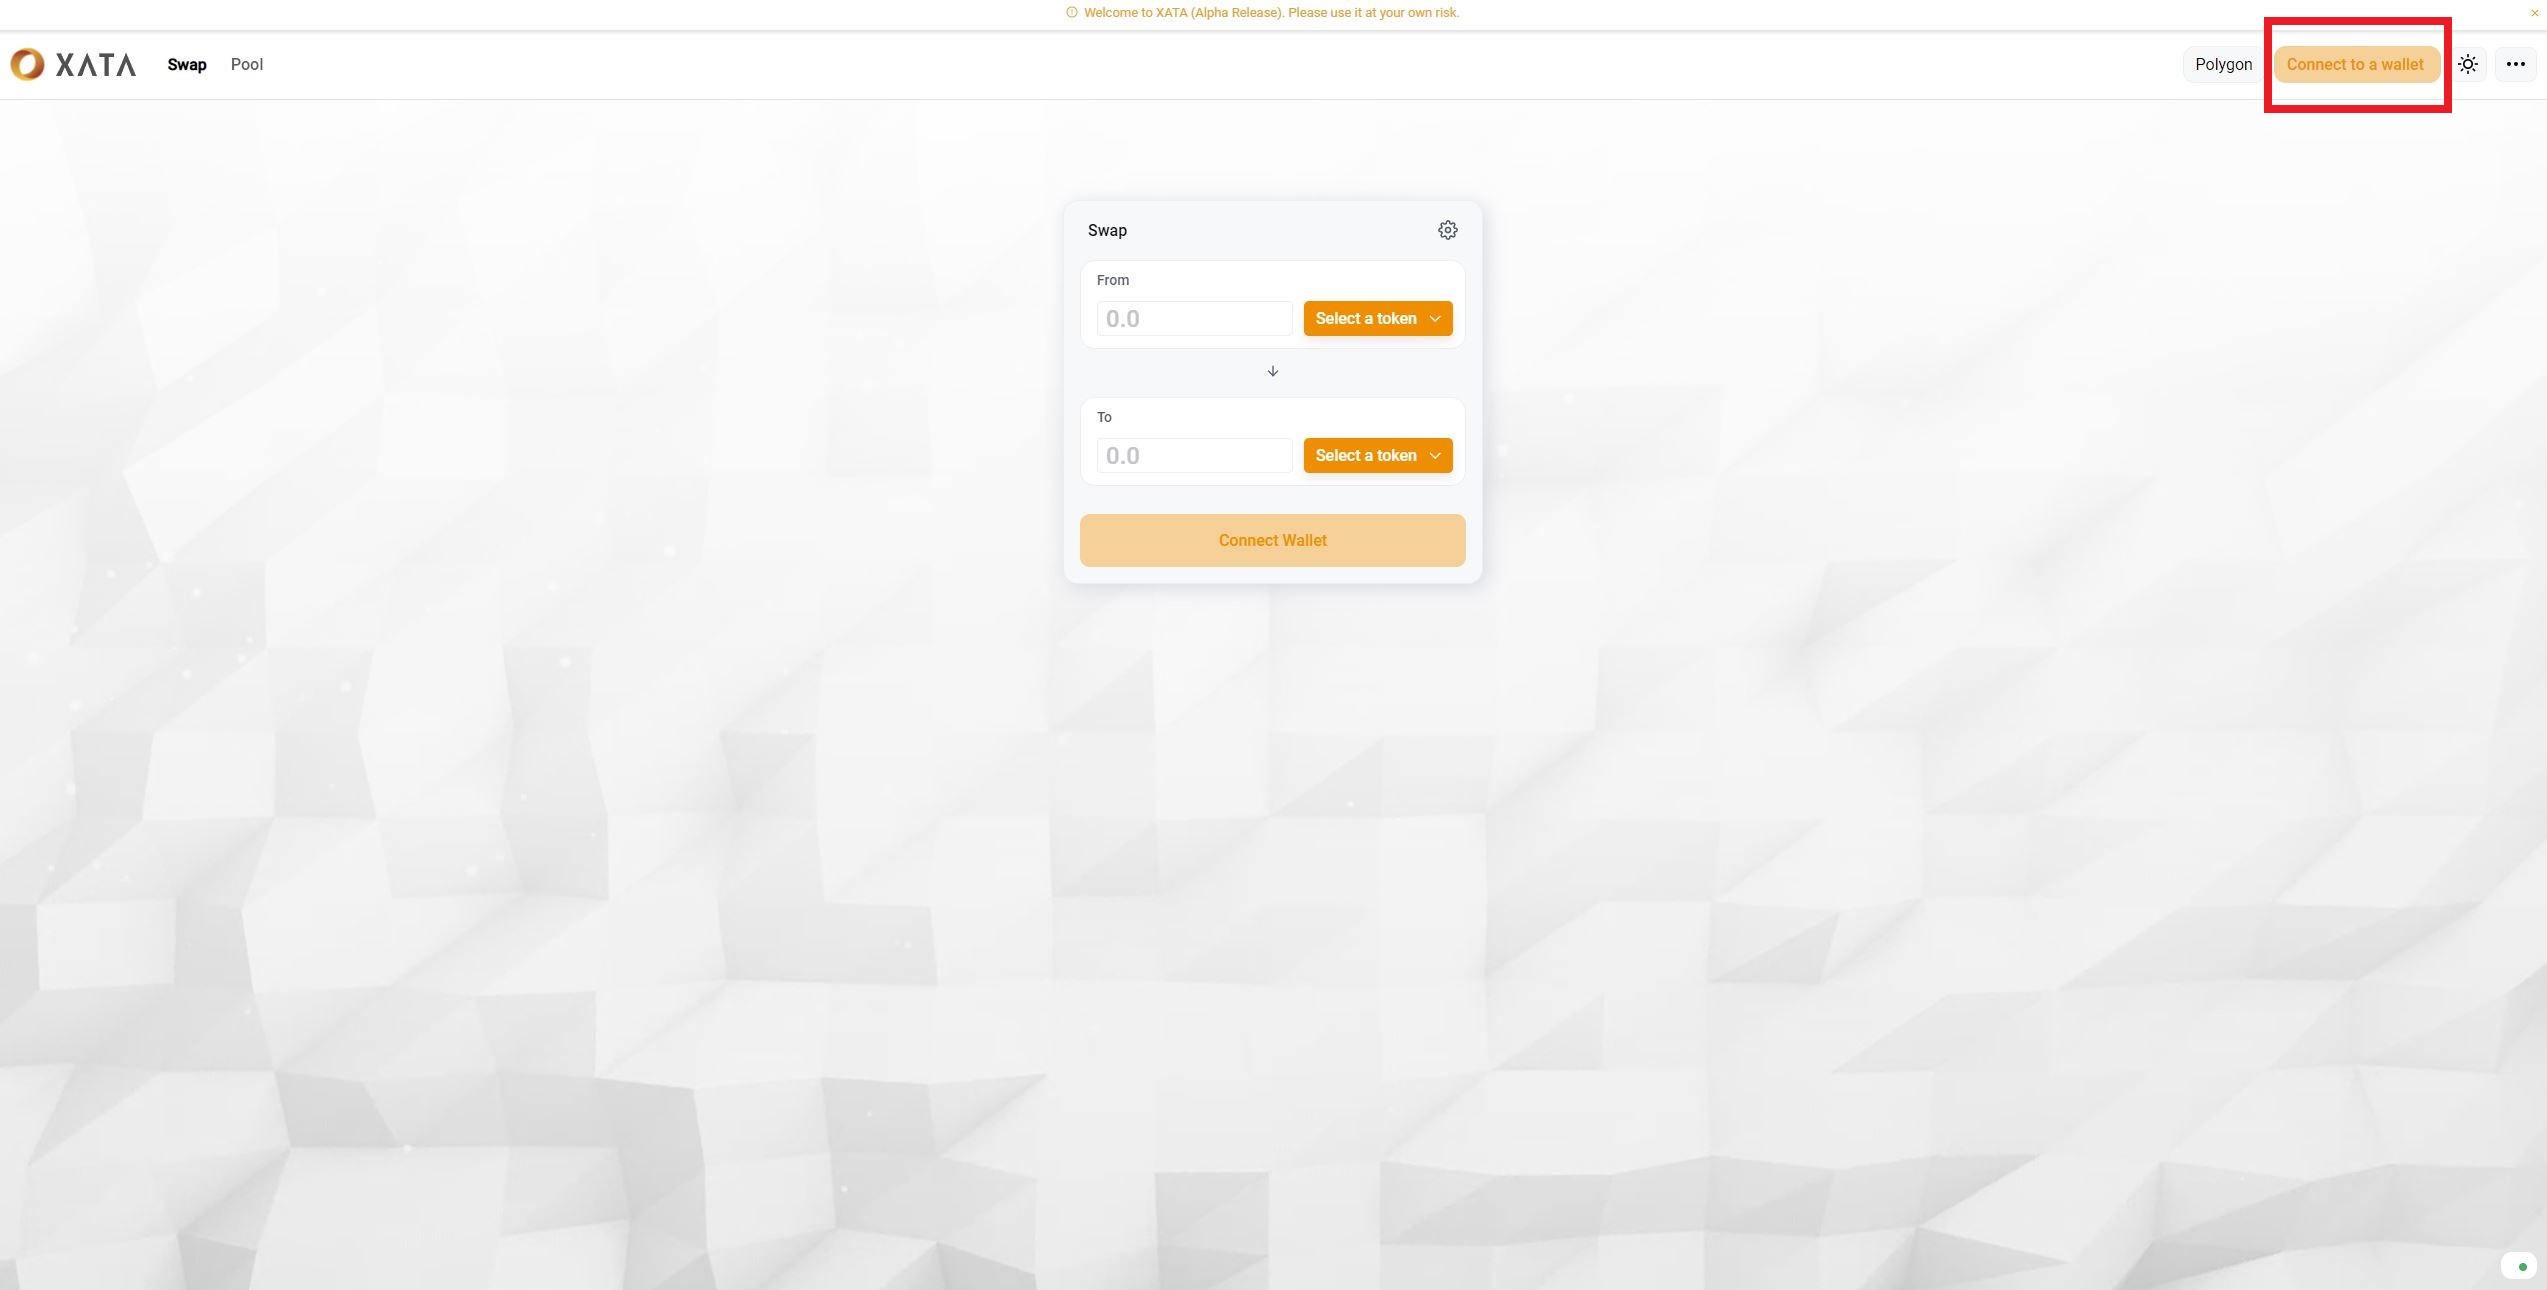 Welcome to XATA (Alpha Release). Please use it at your own risk.
XATA Swap Pool Polygon Connect to a wallet
Swap
From
0.0 Select a token
To
0.0 Select a token
Connect Wallet